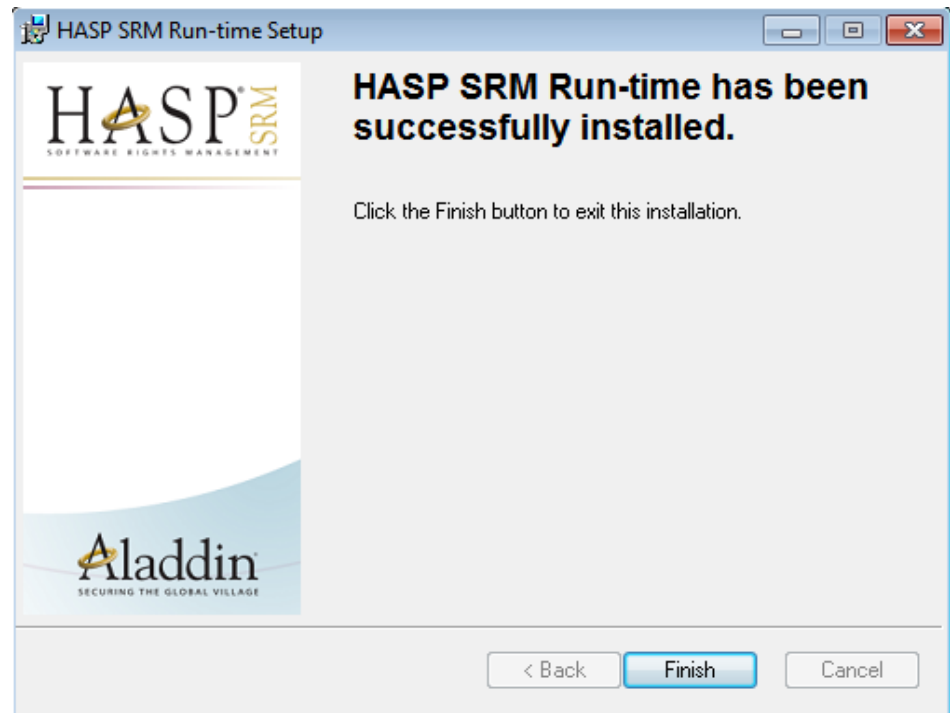 HASP SRM Run-time Setup
HASP SRM
SOFTWARE RIGHTS MANAGEMENT
HASP SRM Run-time has been
successfully installed.
Click the Finish button to exit this installation.
Aladdin
SECURING THE GLOBAL VILLAGE
< Back Finish Cancel